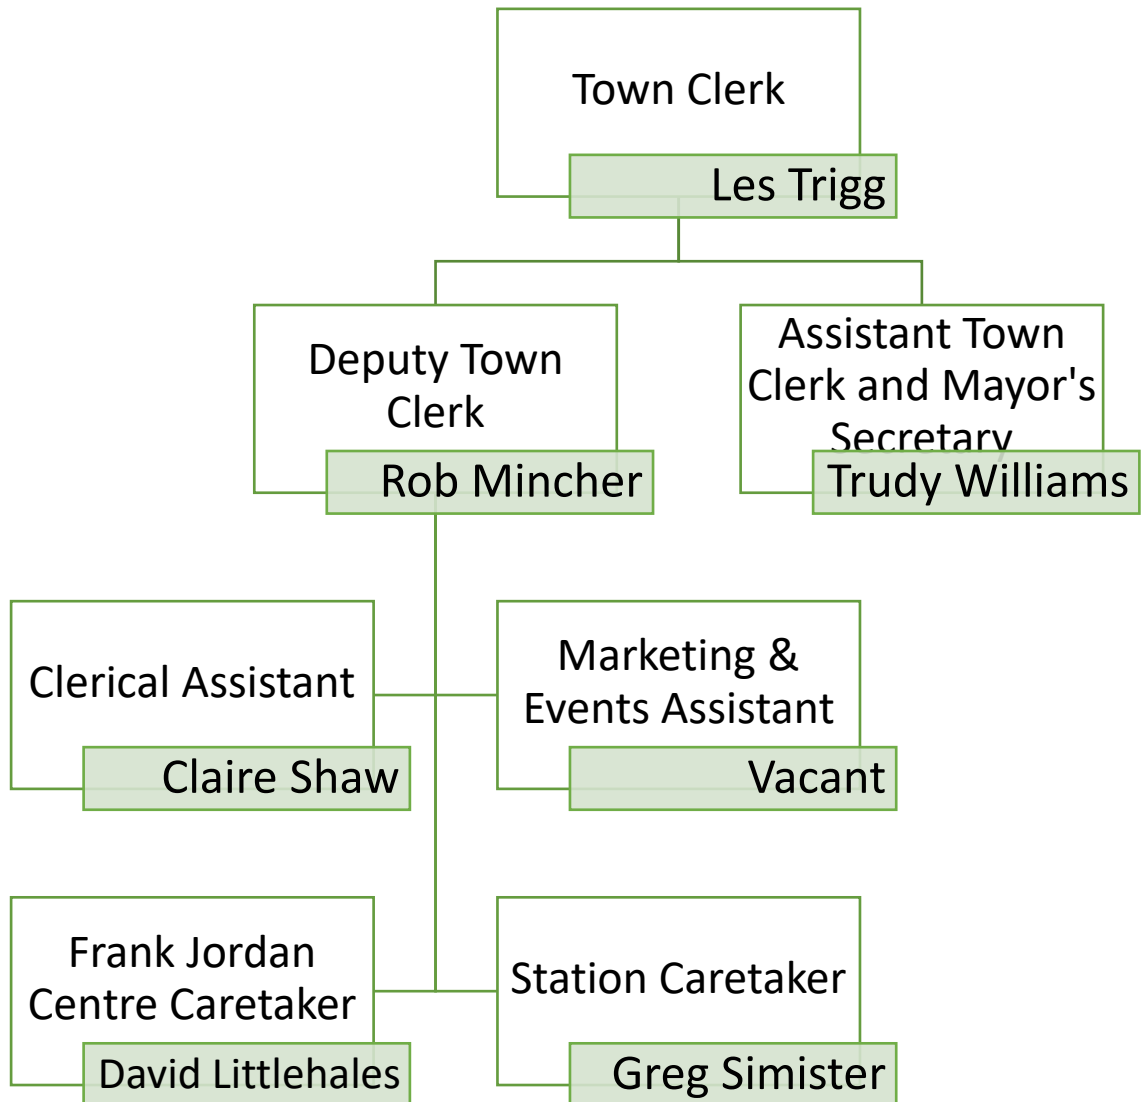 Town Clerk
Les Trigg
Deputy Town
Clerk
Rob Mincher
Assistant Town
Clerk and Mayor's
Secretary
Trudy Williams
Clerical Assistant
Claire Shaw
Marketing &
Events Assistant
Vacant
Frank Jordan
Centre Caretaker
David Littlehales
Station Caretaker
Greg Simister